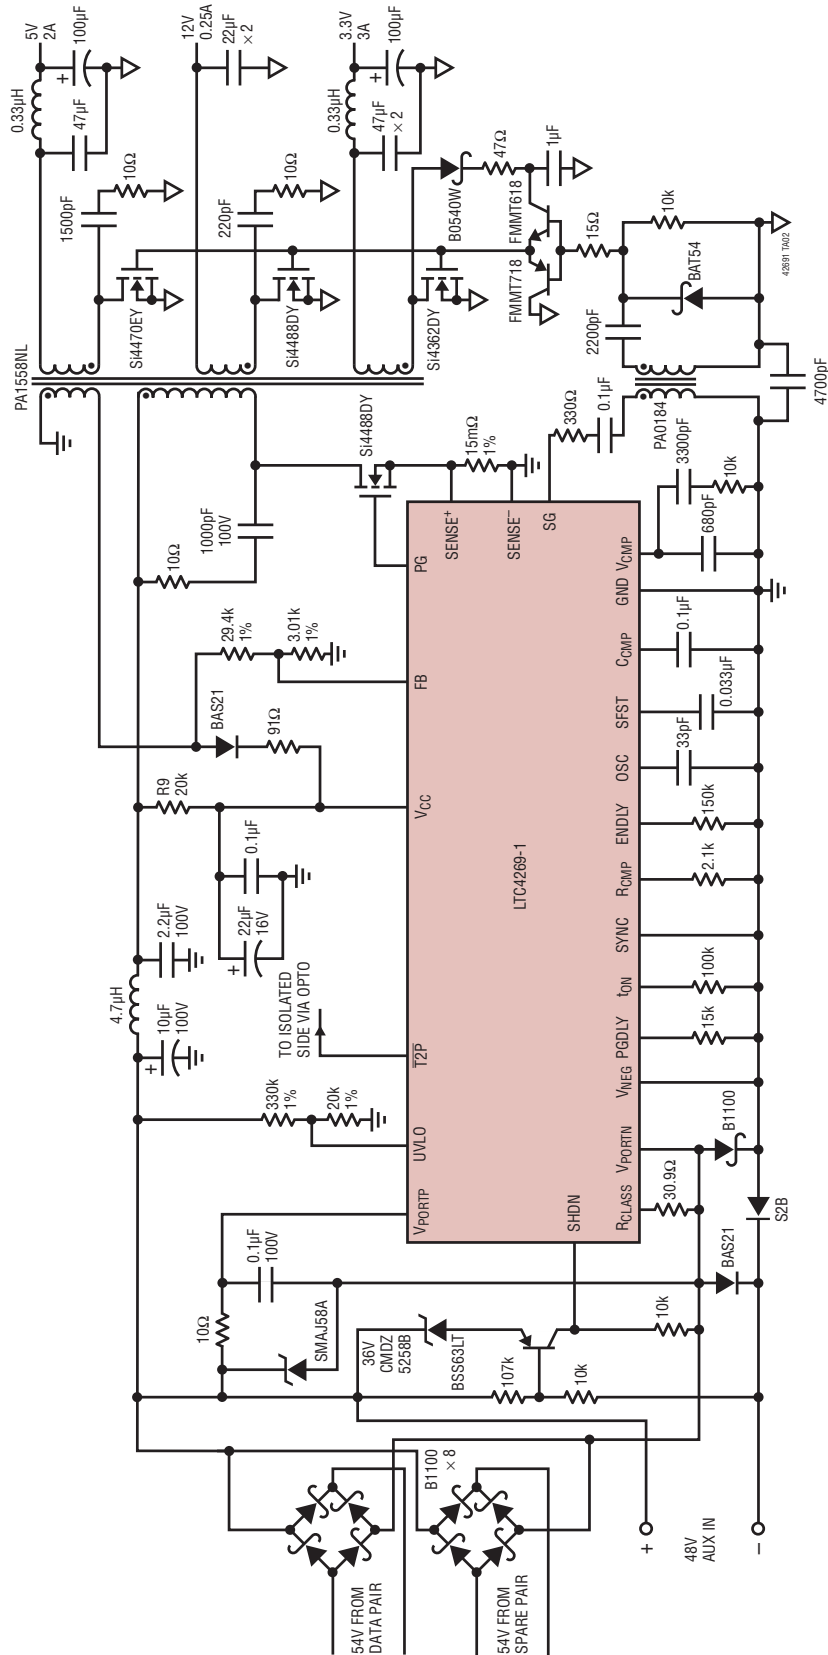 54V FROM
DATA PAIR
54V FROM
SPARE PAIR
B1100
× 8
48V
AUX IN
+
–
10Ω
SMAJ58A
0.1µF
100V
36V
CMDZ
5258B
BSS63LT
107k
10k
10k
BAS21
S2B
B1100
30.9Ω
330k
1%
20k
1%
+
10µF
100V
4.7µH
2.2µF
100V
TO ISOLATED
SIDE VIA OPTO
+
22µF
16V
0.1µF
R9
20k
BAS21
91Ω
29.4k
1%
3.01k
1%
10Ω
1000pF
100V
Si4488DY
15mΩ
1%
VPORTP
UVLO
T2P
VCC
FB
PG
SENSE+
SENSE–
SG
LTC4269-1
SHDN
RCLASS
VPORTN
VNEG
PGDLY
tON
SYNC
RCMP
ENDLY
OSC
SFST
CCMP
GND
VCMP
15k
100k
2.1k
150k
33pF
0.033µF
0.1µF
680pF
3300pF
10k
330Ω
0.1µF
PA0184
4700pF
2200pF
BAT54
10k
15Ω
FMMT718
FMMT618
1µF
47Ω
B0540W
PA1558NL
Si4470EY
Si4488DY
Si4362DY
1500pF
10Ω
220pF
10Ω
0.33µH
47µF
+
100µF
5V
2A
12V
0.25A
22µF
× 2
0.33µH
47µF
× 2
+
100µF
3.3V
3A
42691 TA02